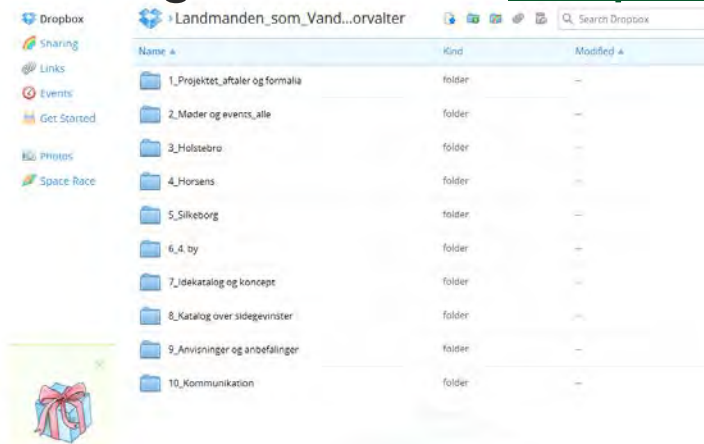 Dropbox
Landmanden_som_Vand...orvalter
Search Dropbox
Sharing
Links
Events
Get Started
Photos
Space Race
Name
Kind
Modified
1_Projektet_aftaler og formalia
folder
--
2_Møder og events_alle
folder
--
3_Holstebro
folder
--
4_Horsens
folder
--
5_Silkeborg
folder
--
6_4. by
folder
--
7_Idekatalog og koncept
folder
--
8_Katalog over sidegevinster
folder
--
9_Anvisninger og anbefalinger
folder
--
10_Kommunikation
folder
--